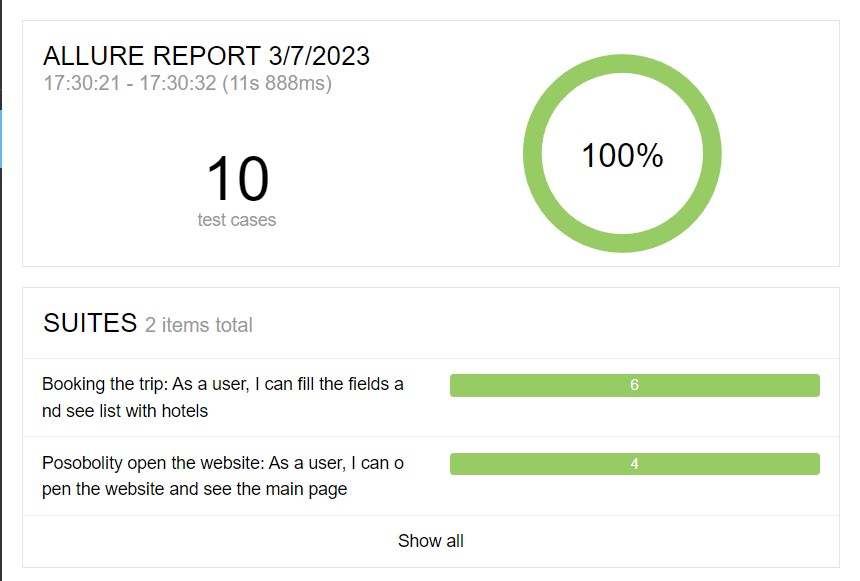 ALLURE REPORT 3/7/2023
17:30:21 - 17:30:32 (11s 888ms)
10
test cases
100%
SUITES 2 items total
Booking the trip: As a user, I can fill the fields a
nd see list with hotels
6
Posobolity open the website: As a user, I can o
pen the website and see the main page
4
Show all